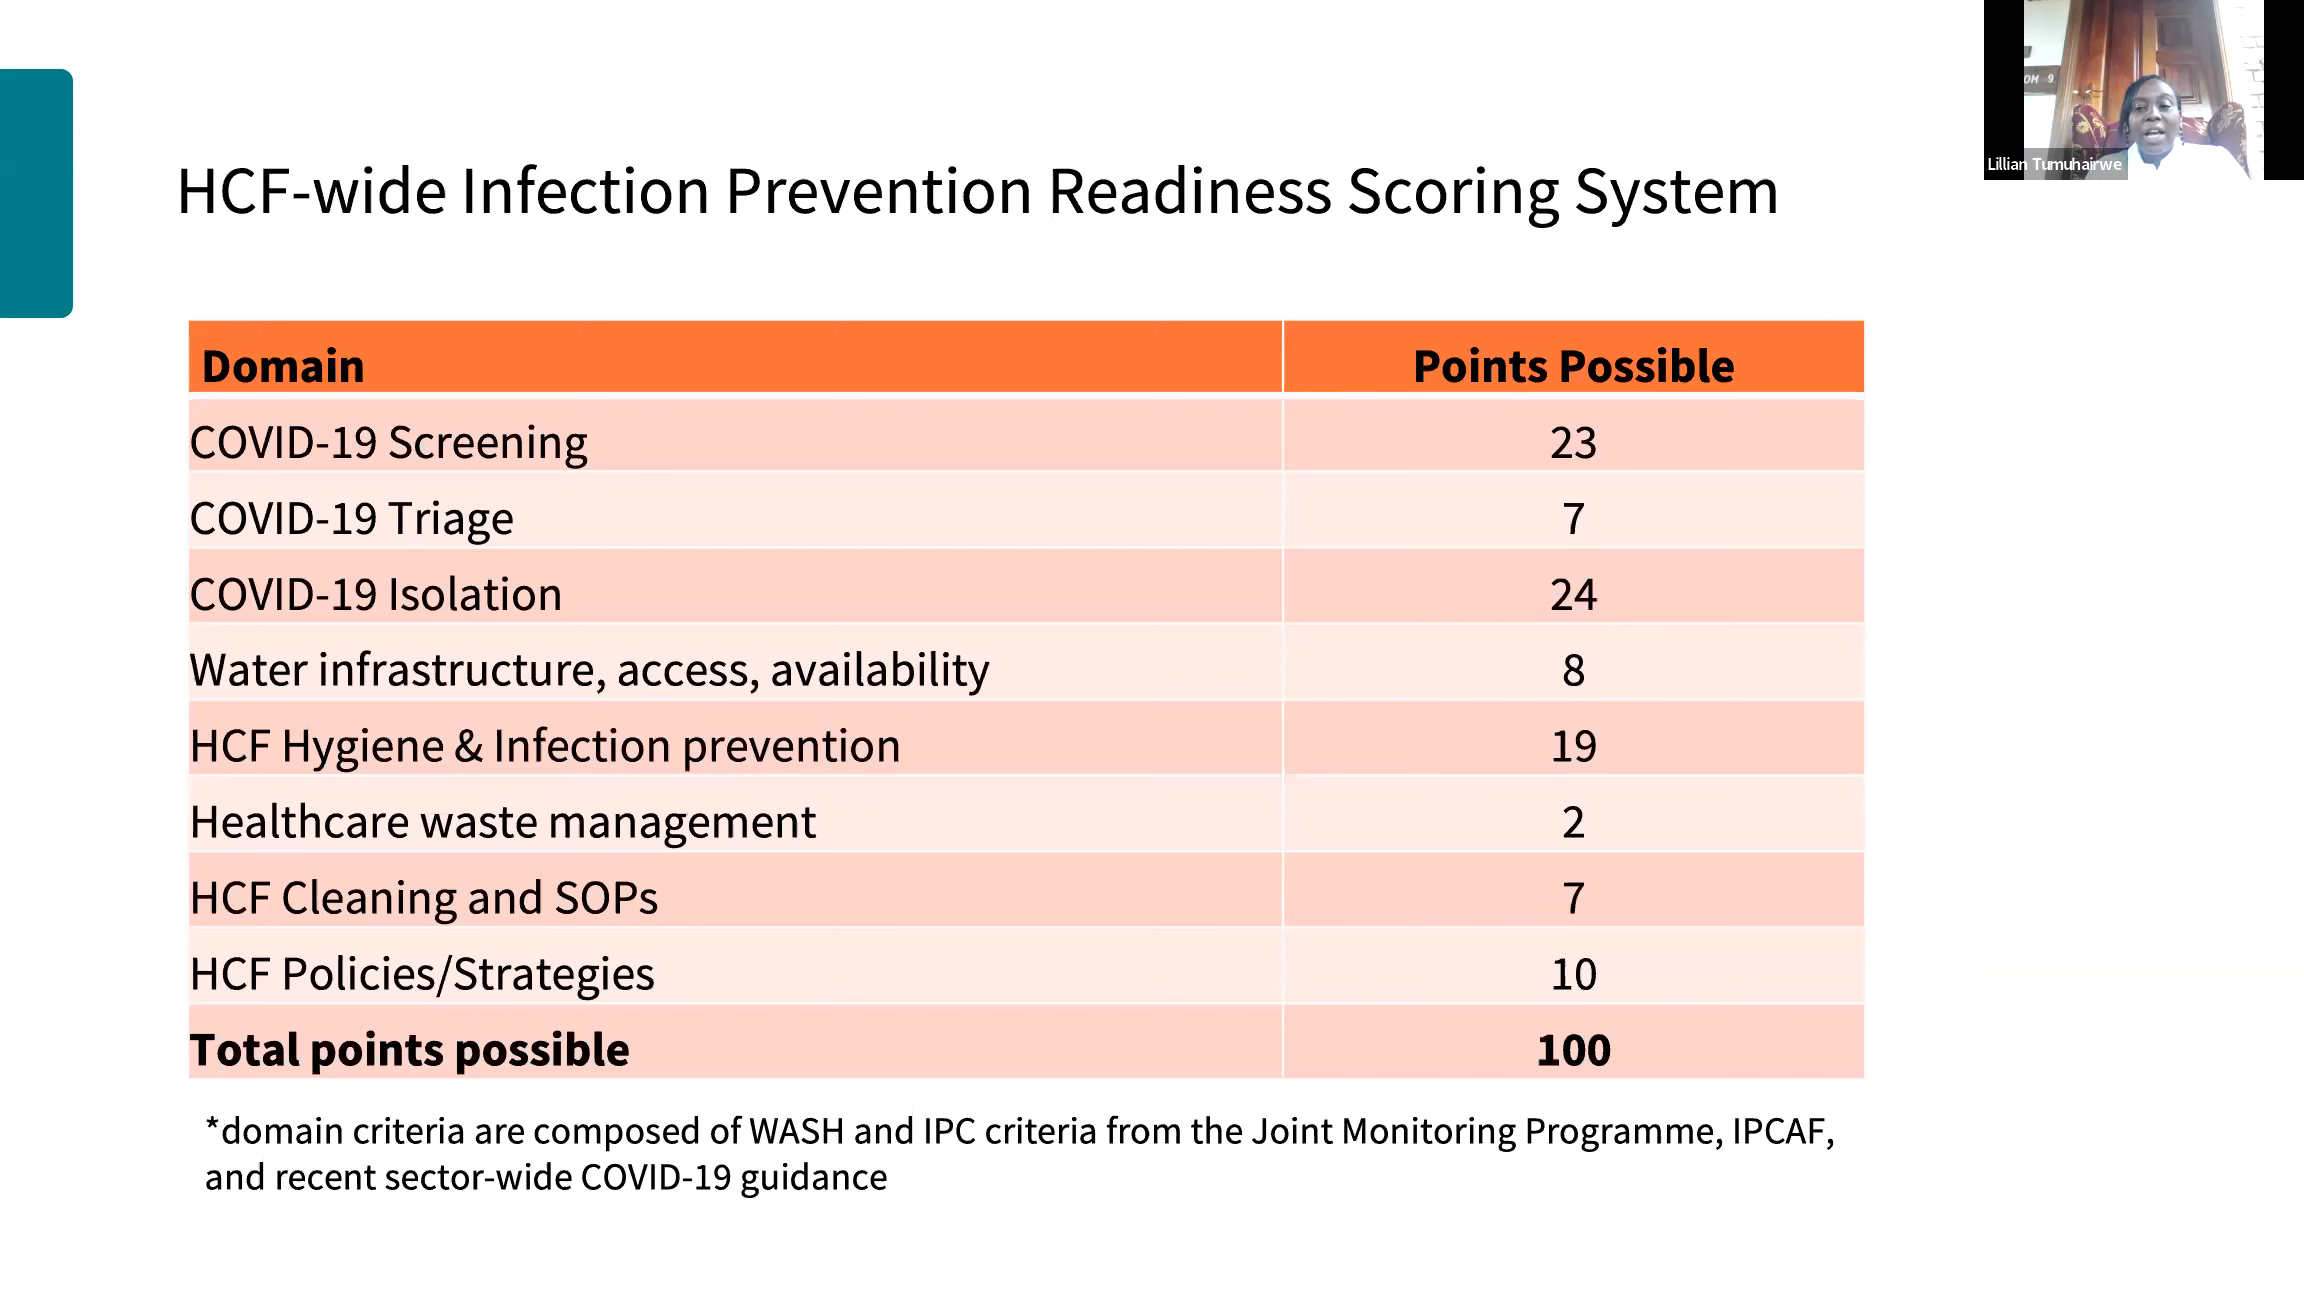 OM 9
Lillian Tumuhairwe
HCF-wide Infection Prevention Readiness Scoring System
Domain Points Possible
COVID-19 Screening 23
COVID-19 Triage 7
COVID-19 Isolation 24
Water infrastructure, access, availability 8
HCF Hygiene & Infection prevention 19
Healthcare waste management 2
HCF Cleaning and SOPs 7
HCF Policies/Strategies 10
Total points possible 100
*domain criteria are composed of WASH and IPC criteria from the Joint Monitoring Programme, IPCAF,
and recent sector-wide COVID-19 guidance